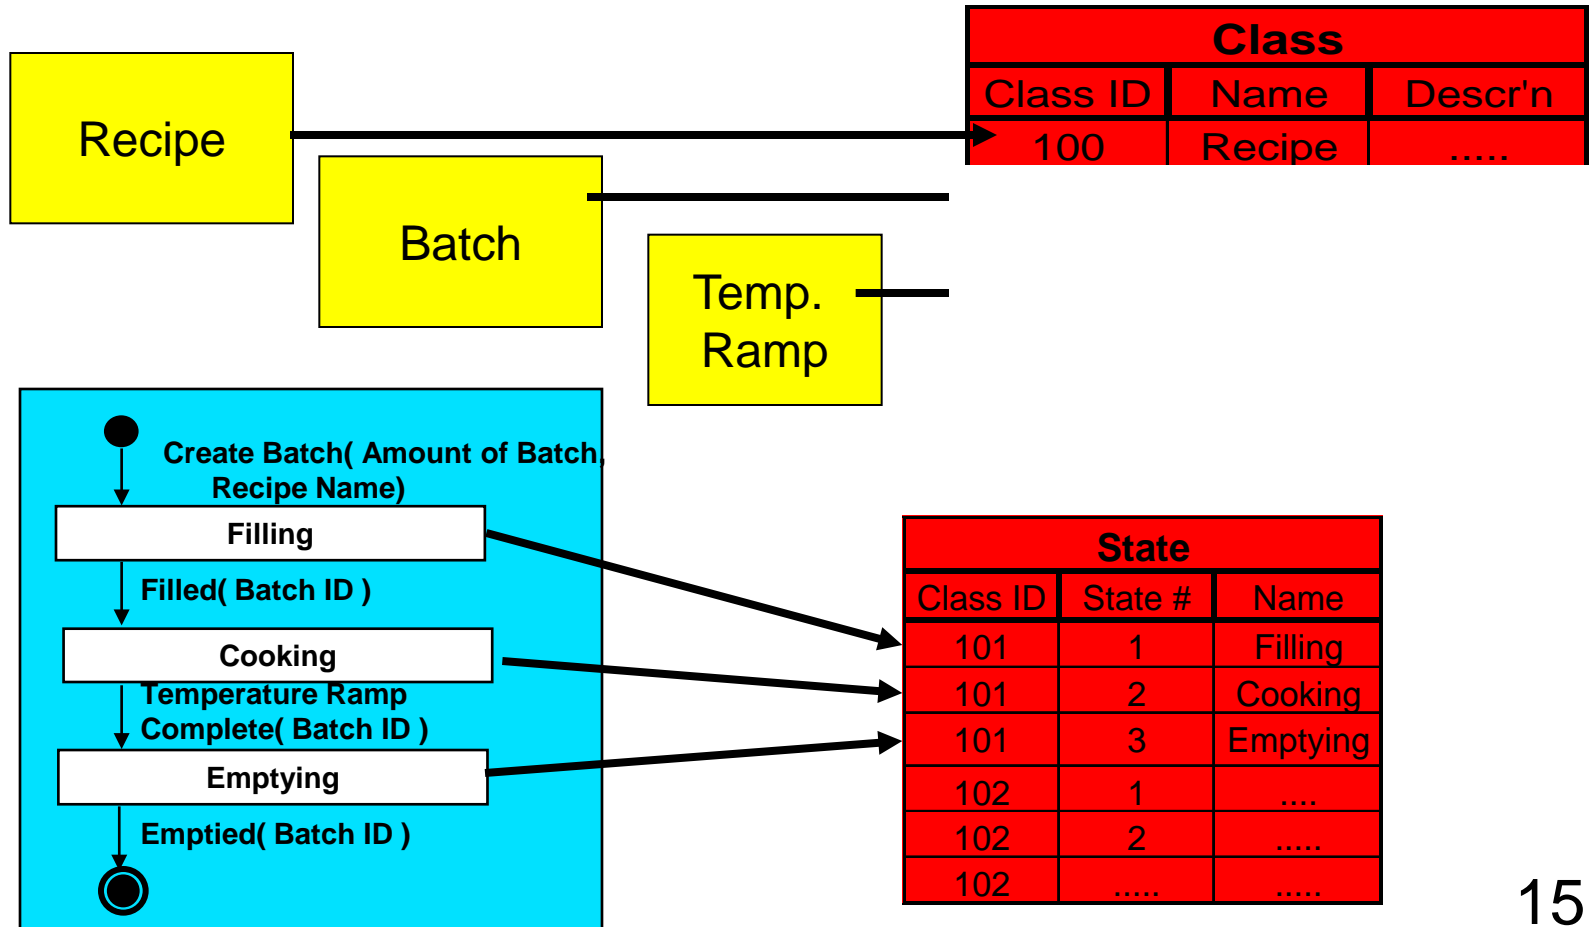 Recipe
Batch
Temp.
Ramp
Class
Class ID Name Descr'n
100 Recipe .....
Create Batch( Amount of Batch,
Recipe Name)
Filling
Filled( Batch ID )
Cooking
Temperature Ramp
Complete( Batch ID )
Emptying
Emptied( Batch ID )
State
Class ID State # Name
101 1 Filling
101 2 Cooking
101 3 Emptying
102 1 ....
102 2 .....
102 ..... .....
15